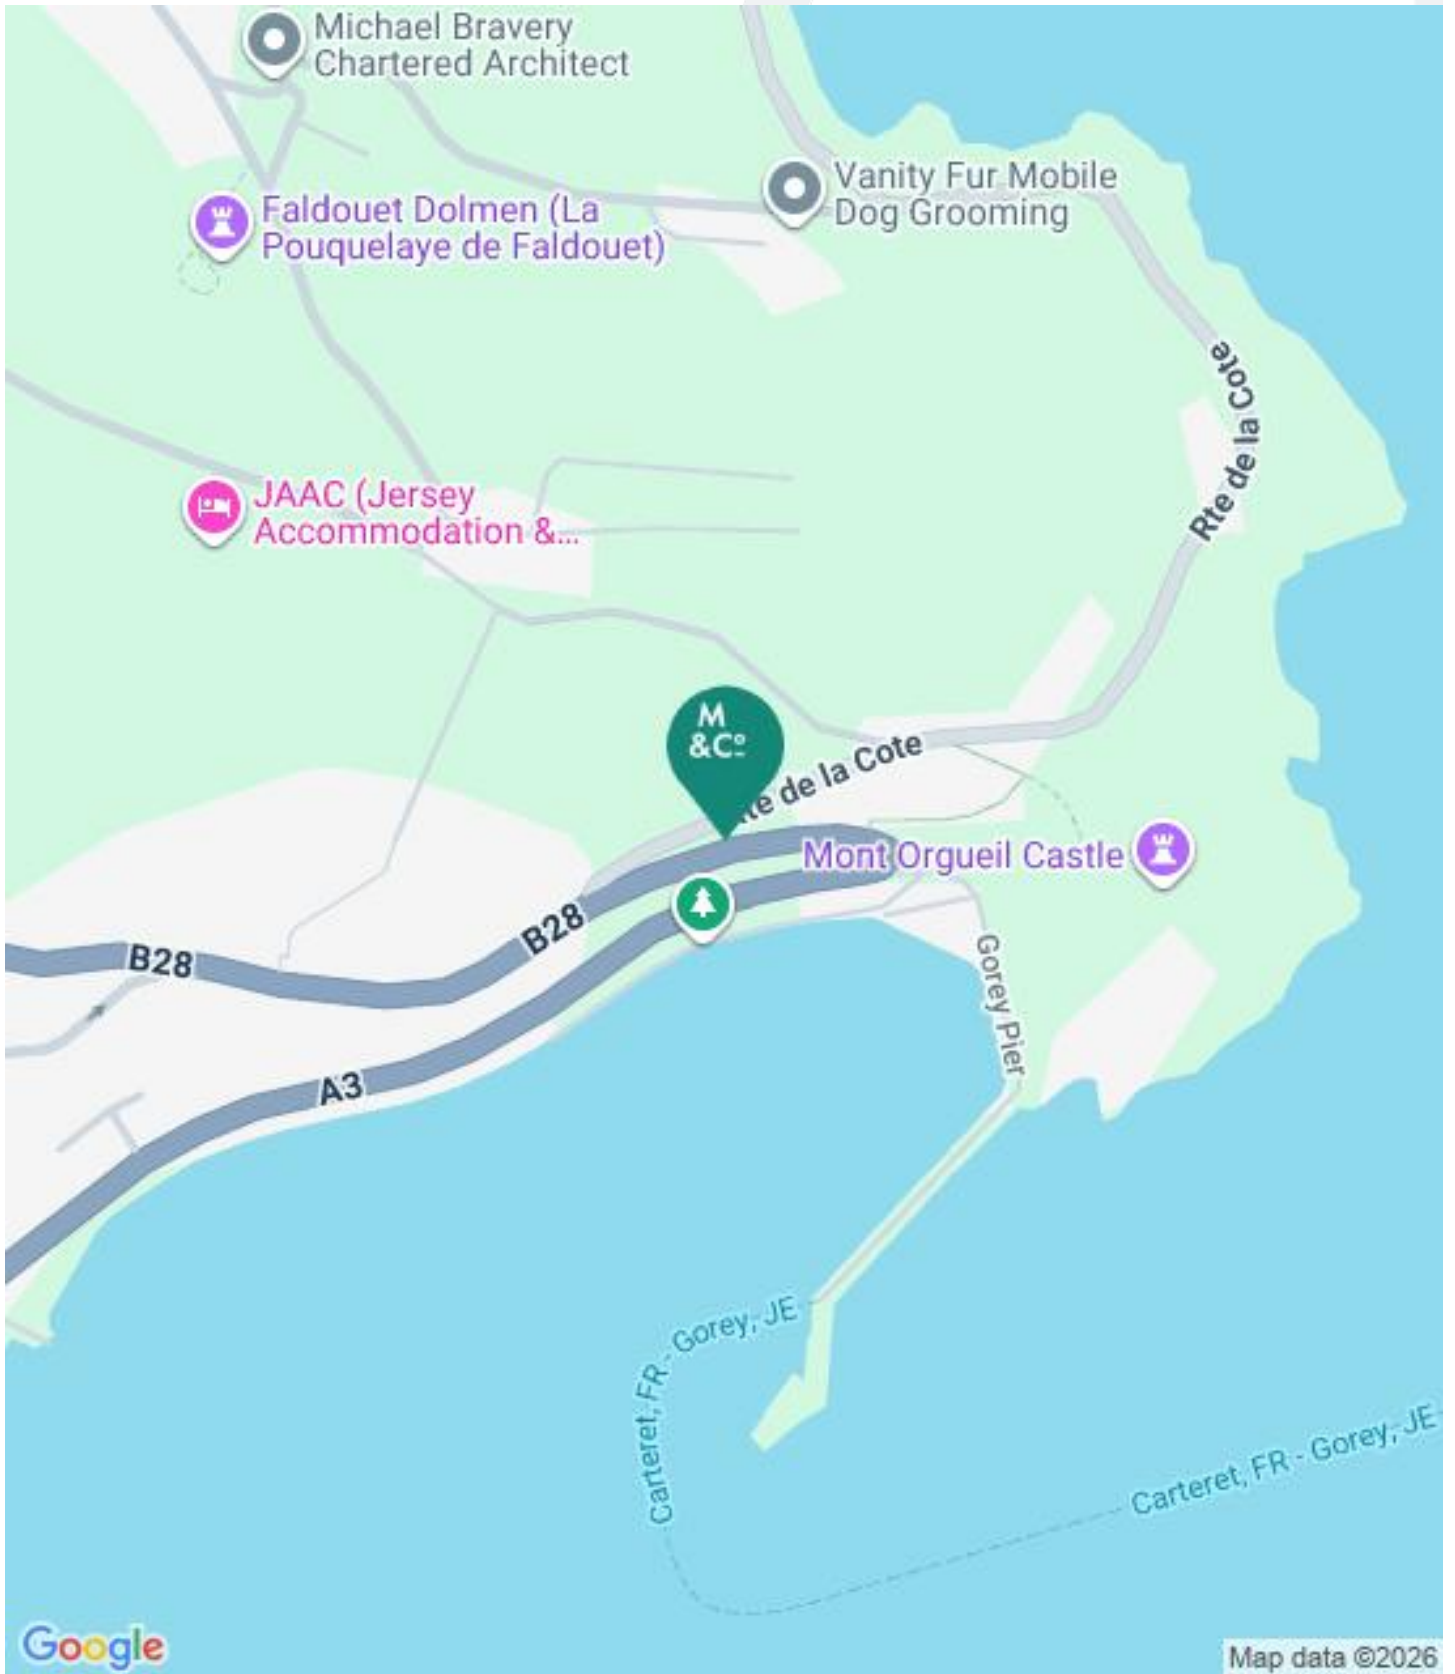 Michael Bravery
Chartered Architect
Vanity Fur Mobile
Dog Grooming
Faldouet Dolmen (La
Pouquelaye de Faldouet)
Rte de la Cote
JAAC (Jersey
Accommodation &...
M
&Cº
de la Cote
Mont Orgueil Castle
B28
B28
Gorey Pier
A3
Carteret, FR - Gorey, JE
Carteret, FR - Gorey, JE
Google
Map data ©2026